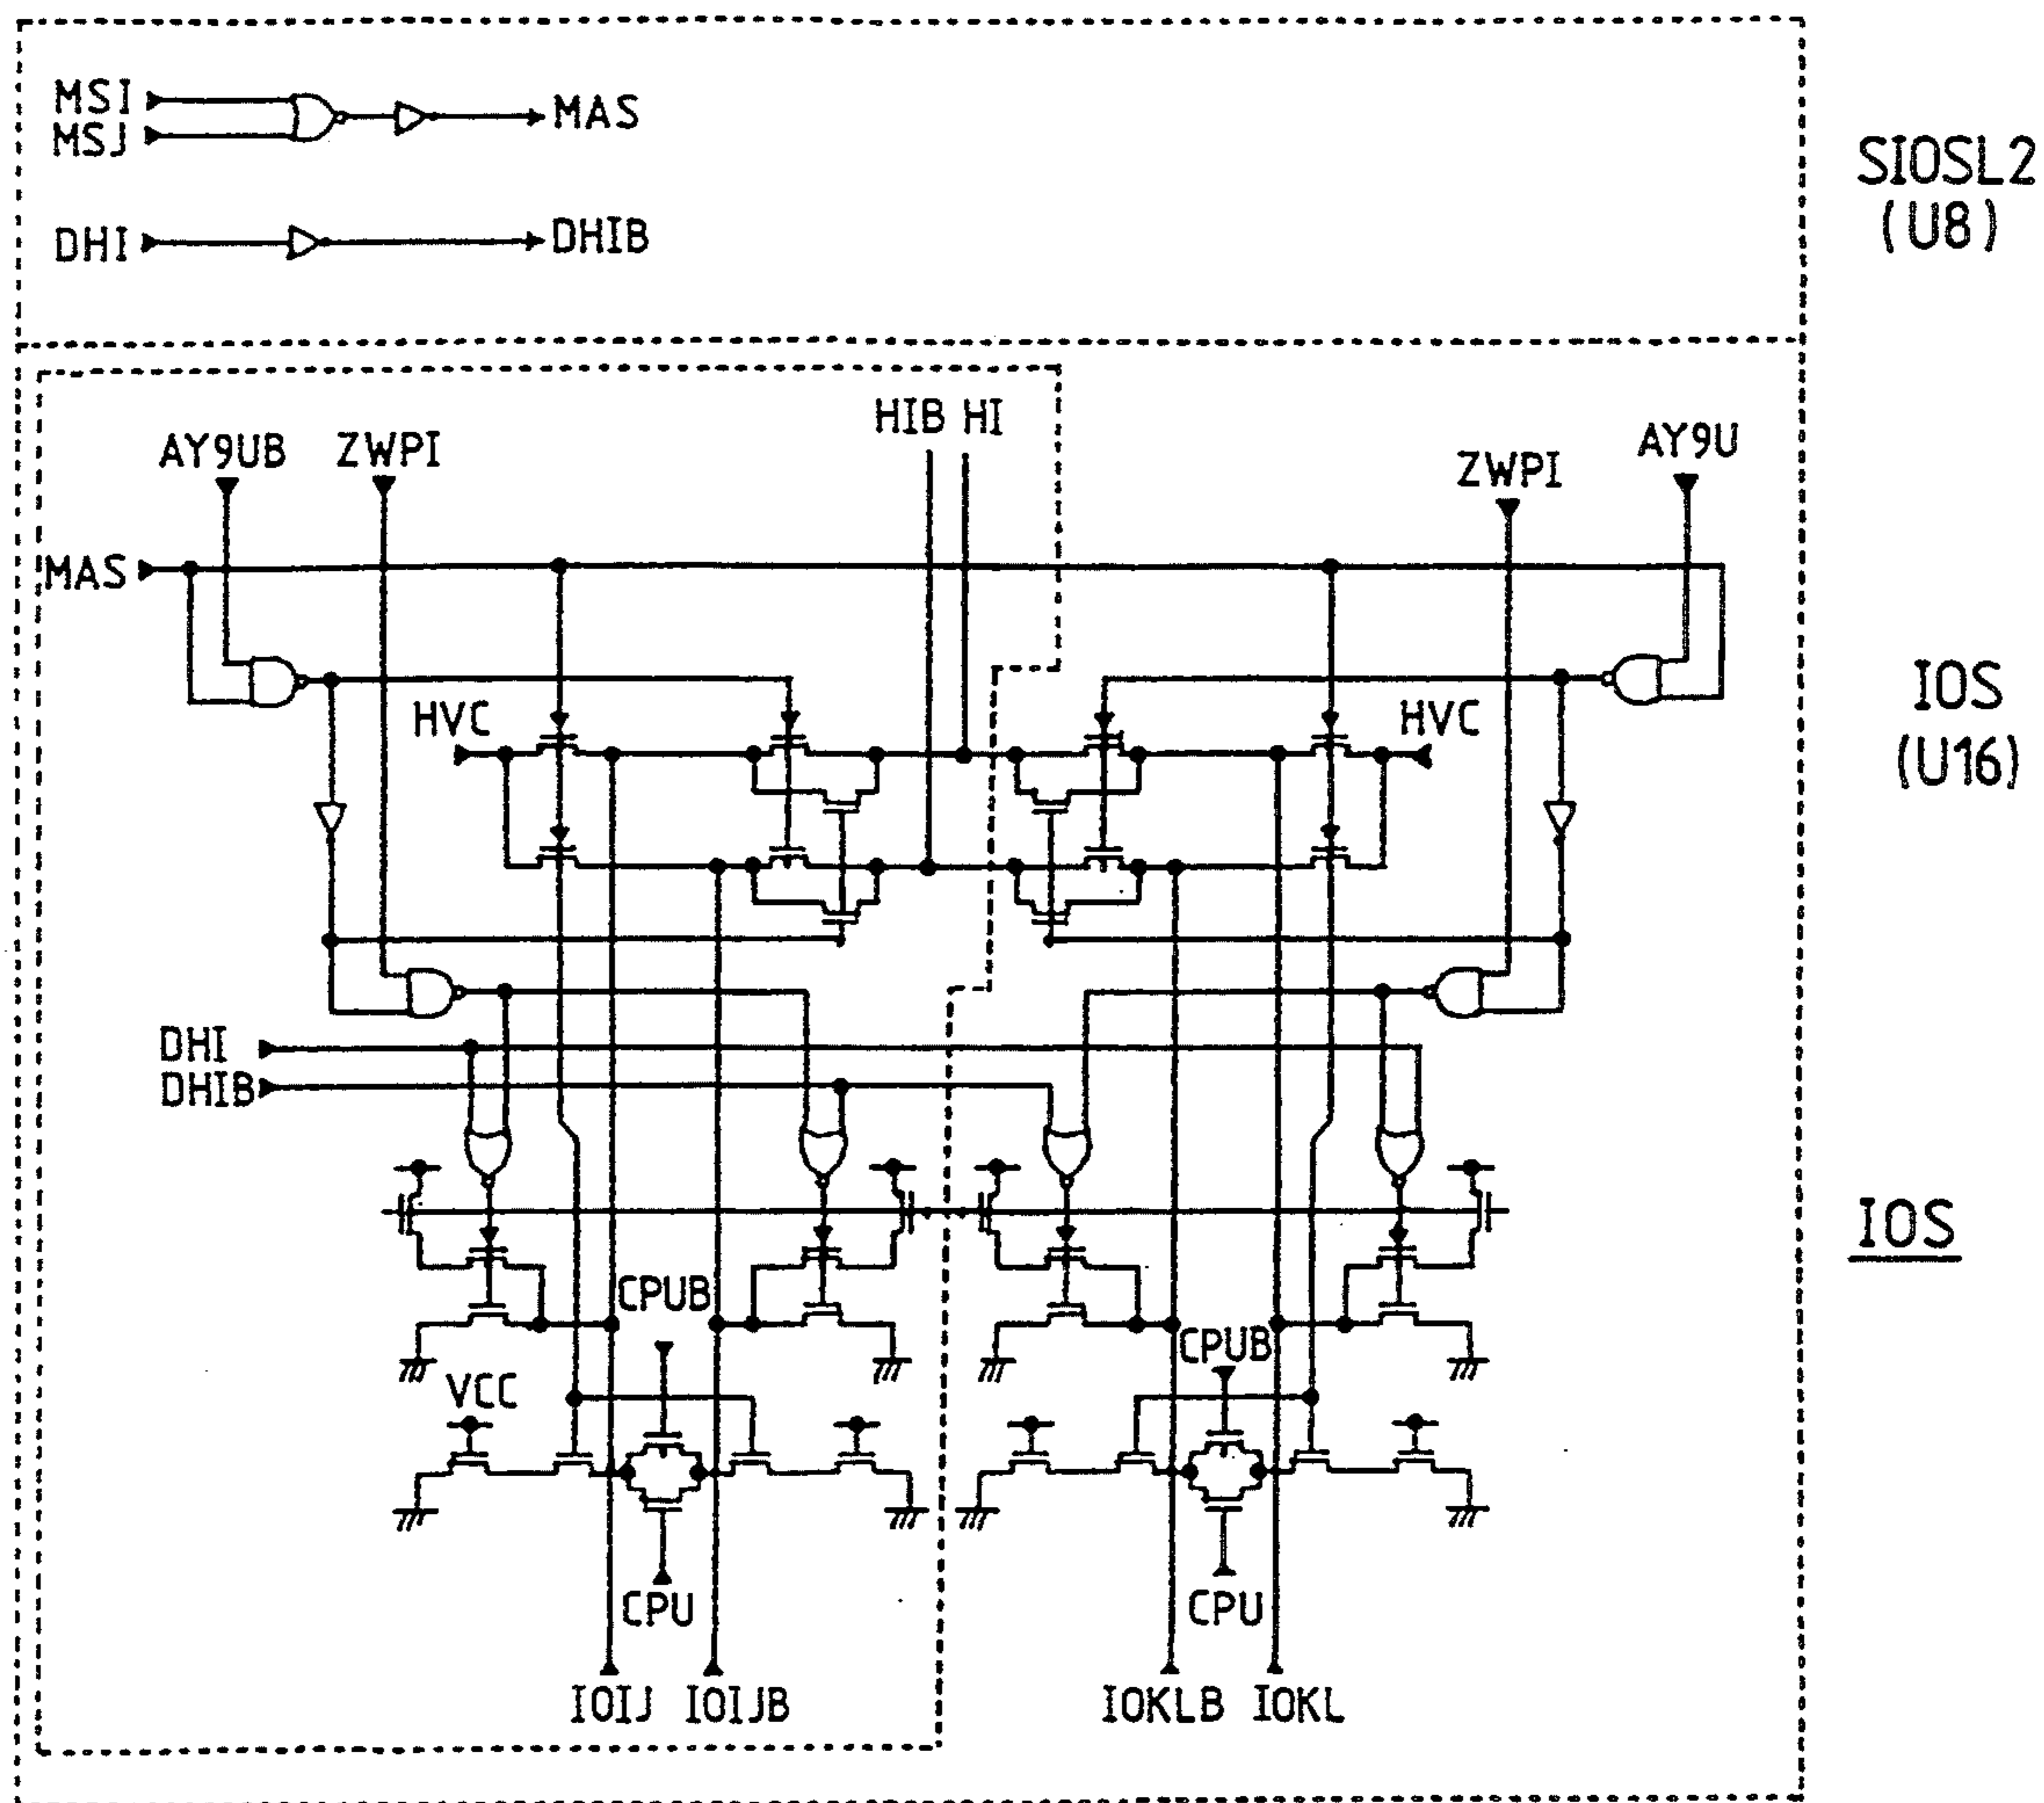 MSI
MSJ
MAS
DHI
DHIB
SIOSL2
(U8)
HIB HI
AY9UB
ZWPI
ZWPI
AY9U
MAS
HVC
HVC
IOS
(U16)
DHI
DHIB
IOS
CPUB
CPUB
VCC
CPU
CPU
IOIJ IOIJB
IOKLB IOKL